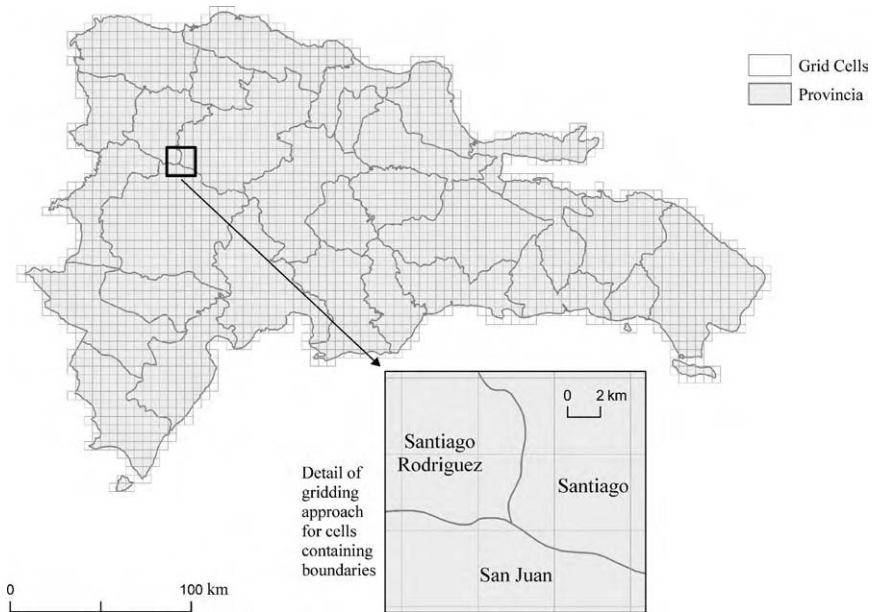 Grid Cells
Provincia
0 2 km
Santiago
Rodriguez
Santiago
San Juan
Detail of
gridding
approach
for cells
containing
boundaries
0 100 km